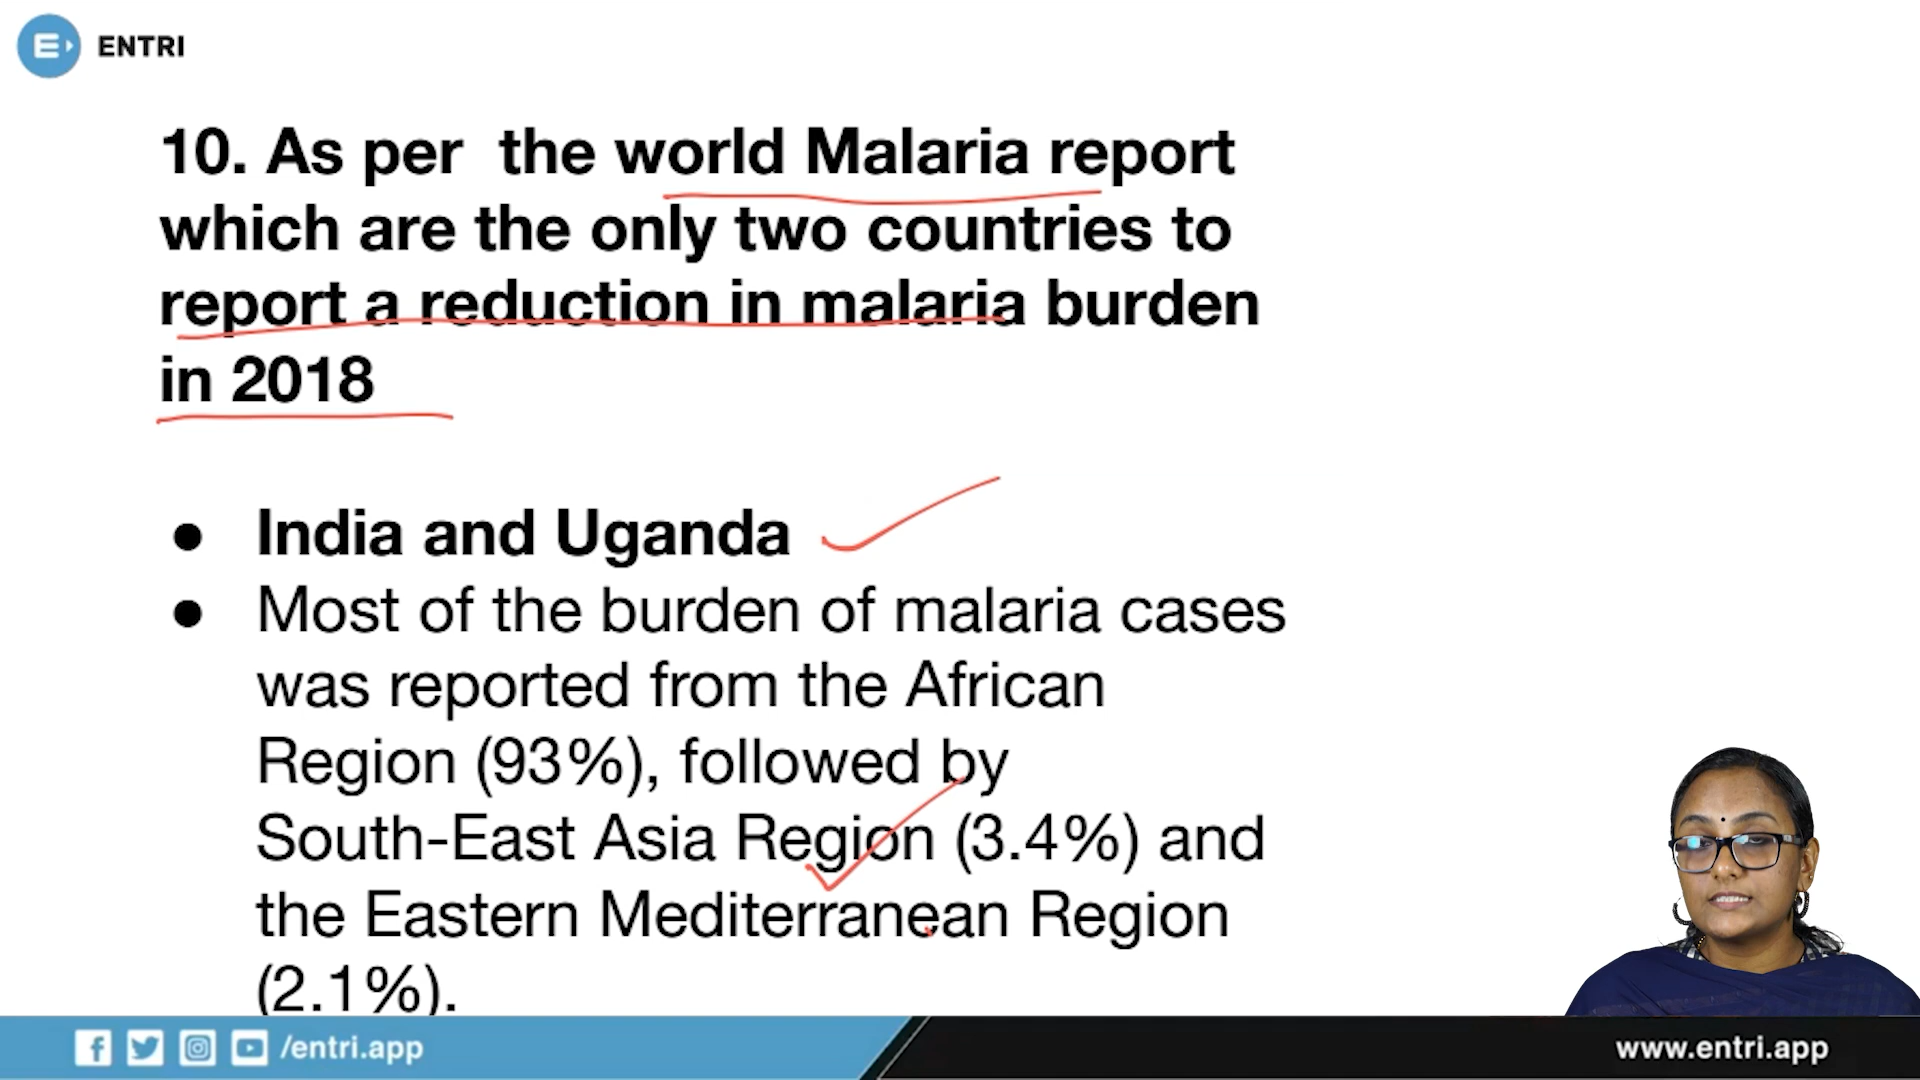 ENTRI
10. As per the world Malaria report
which are the only two countries to
report a reduction in malaria burden
in 2018
● India and Uganda
● Most of the burden of malaria cases
was reported from the African
Region (93%), followed by
South-East Asia Region (3.4%) and
the Eastern Mediterranean Region
(2.1%).
/entri.app
www.entri.app